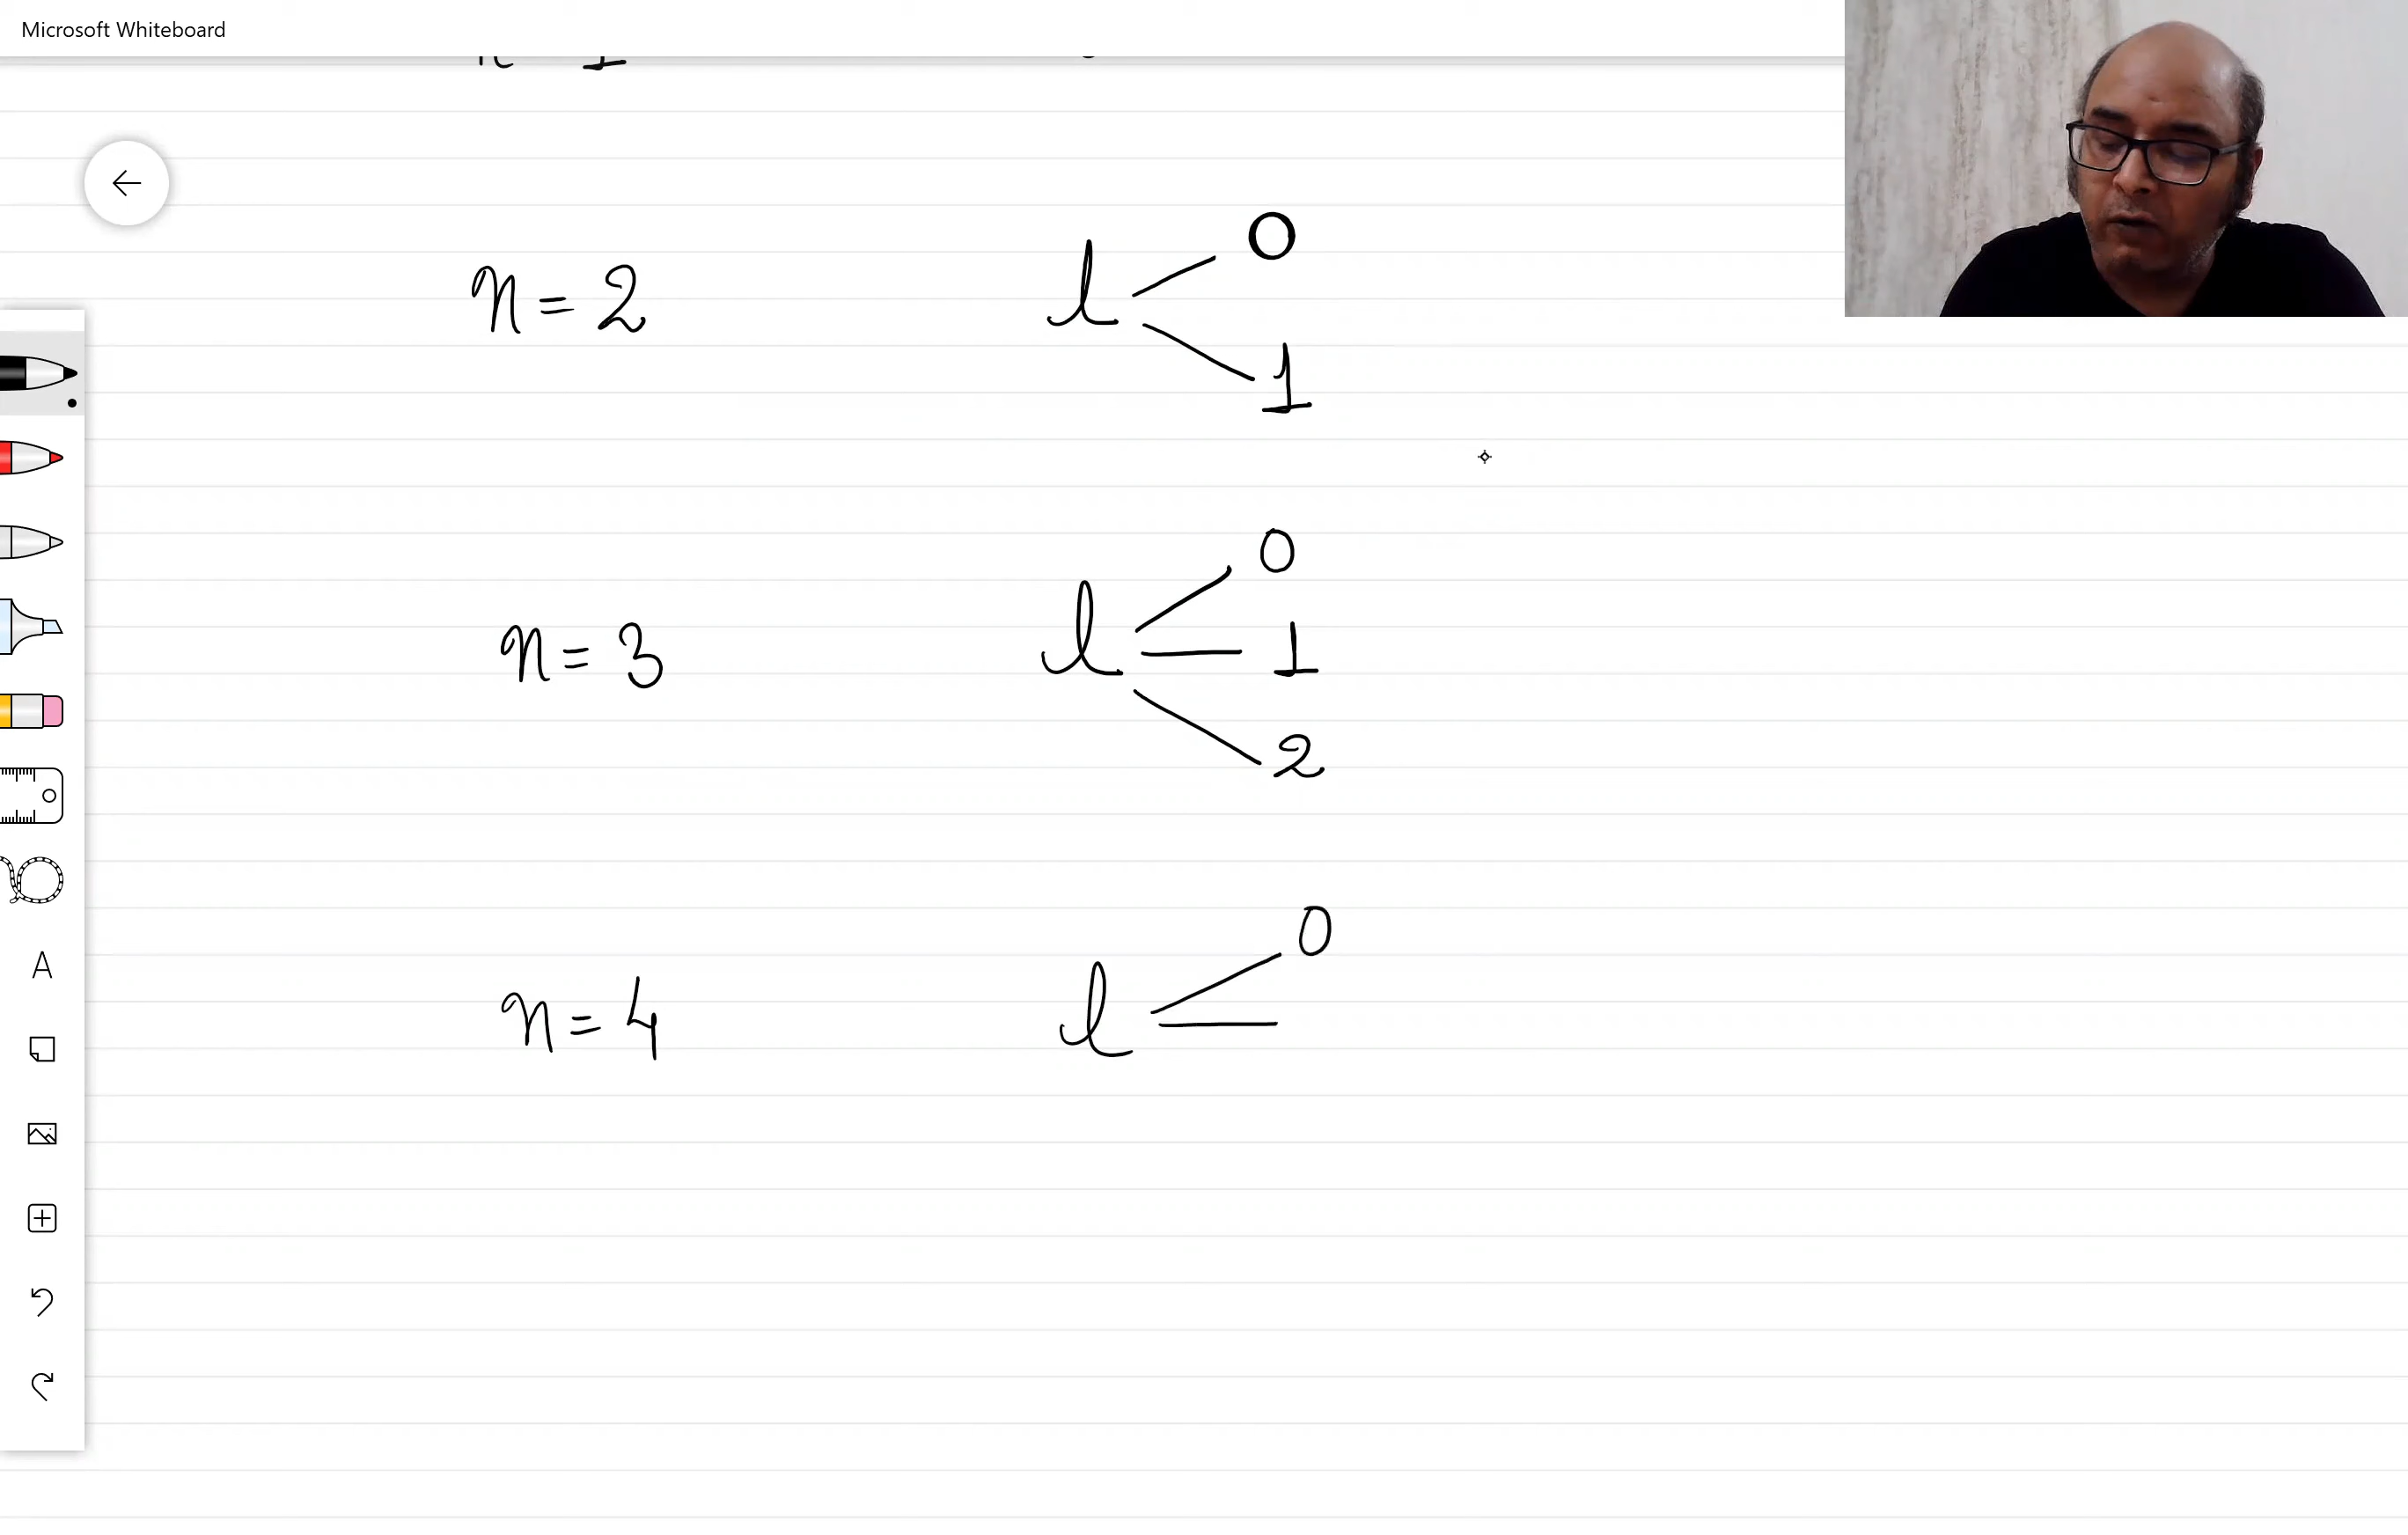 Microsoft Whiteboard
n = 2 l 0
1
n = 3 l 0
1
2
n = 4 l 0
A